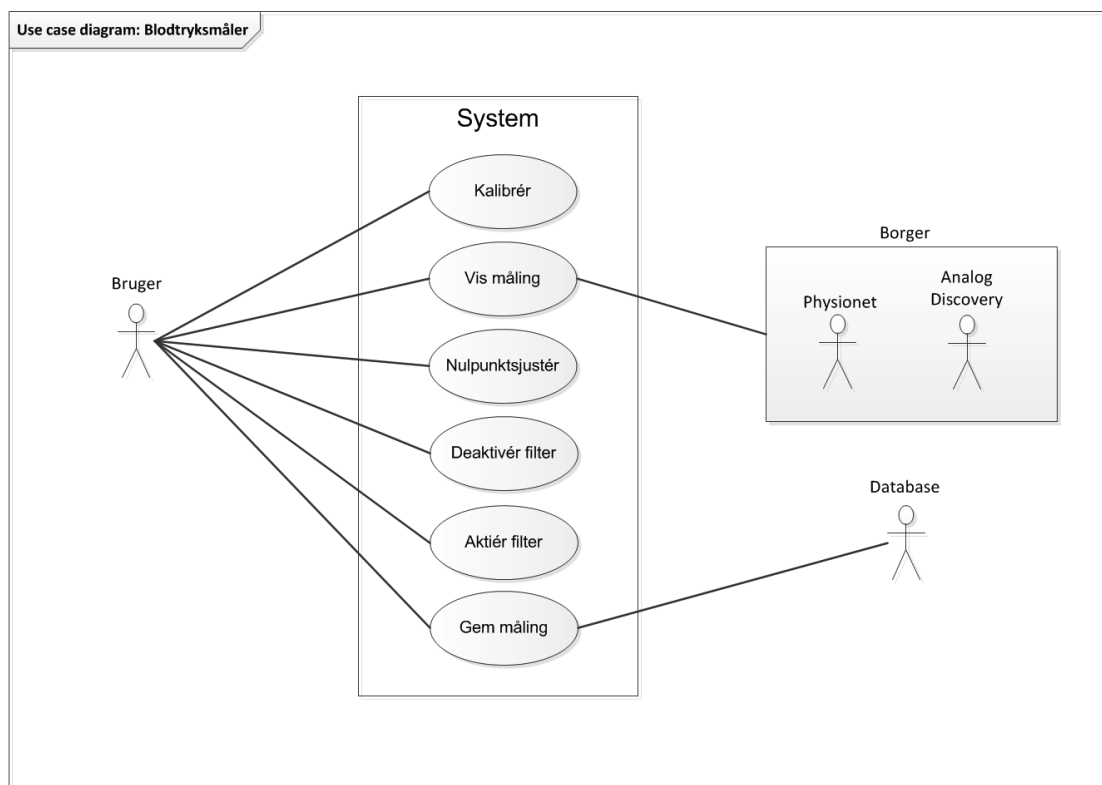 Use case diagram: Blodtryksmåler
System
Kalibrér
Vis måling
Nulpunktsjustér
Deaktivér filter
Aktiér filter
Gem måling
Bruger
Borger
Physionet
Analog
Discovery
Database